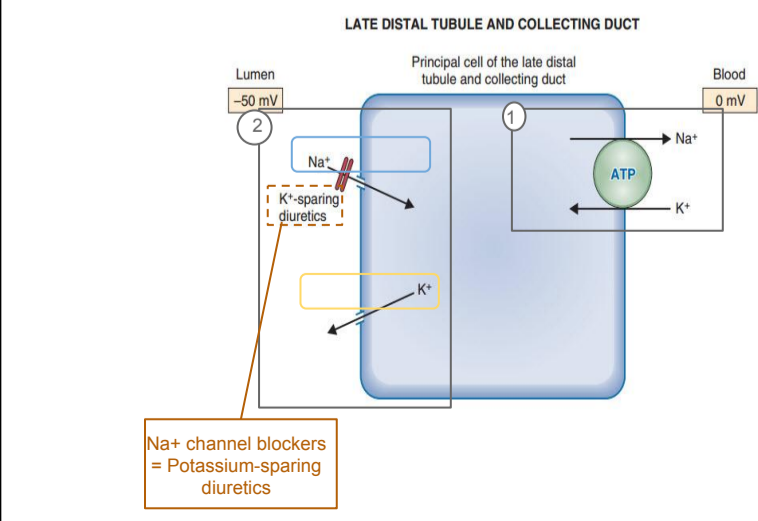 LATE DISTAL TUBULE AND COLLECTING DUCT
Principal cell of the late distal
tubule and collecting duct
Lumen
Blood
–50 mV
0 mV
2
1
Na+
Na+
ATP
K+-sparing
diuretics
K+
K+
Na+ channel blockers
= Potassium-sparing
diuretics